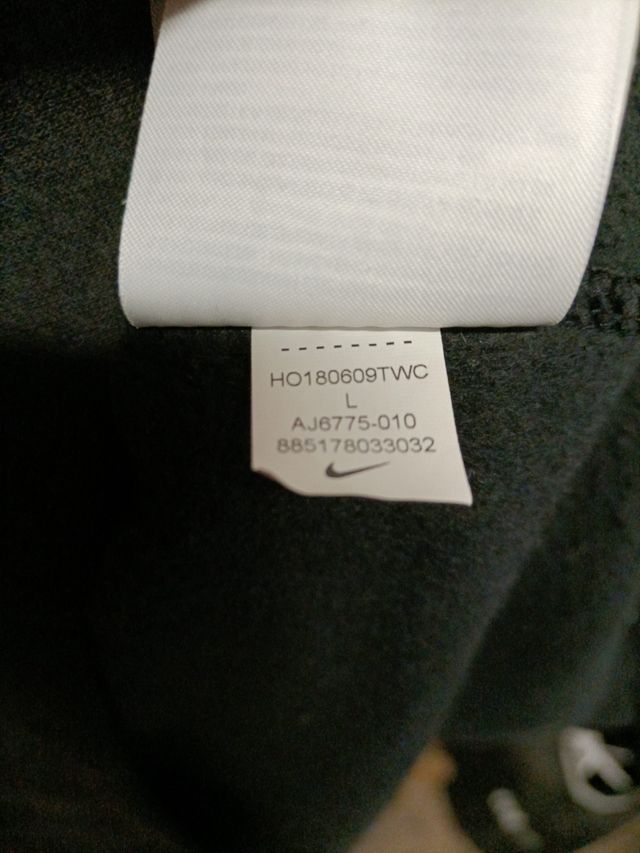 --------
HO180609TWC
L
AJ6775-010
885178033032